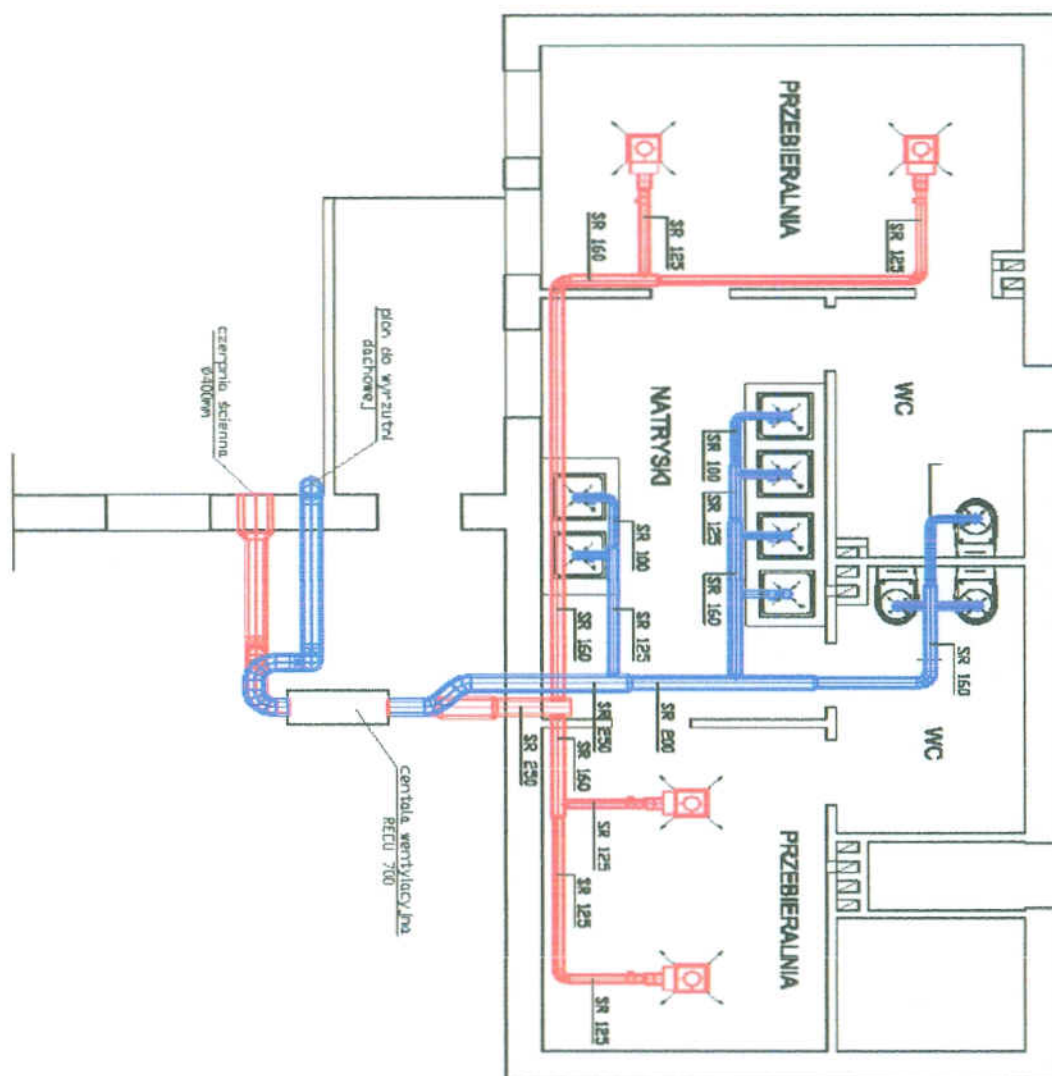 PRZEBIERALNIA
SR 125
SR 125
SR 160
WC
NATRYSKI
SR 100
SR 125
SR 160
SR 100
SR 125
SR 160
SR 160
WC
SR 200
SR 250
SR 250
SR 160
SR 125
SR 125
SR 125
PRZEBIERALNIA
pion do wyrzutni
dachowej
czerpnia ścienna
ø400mm
centala wentylacyjna
RECU 700